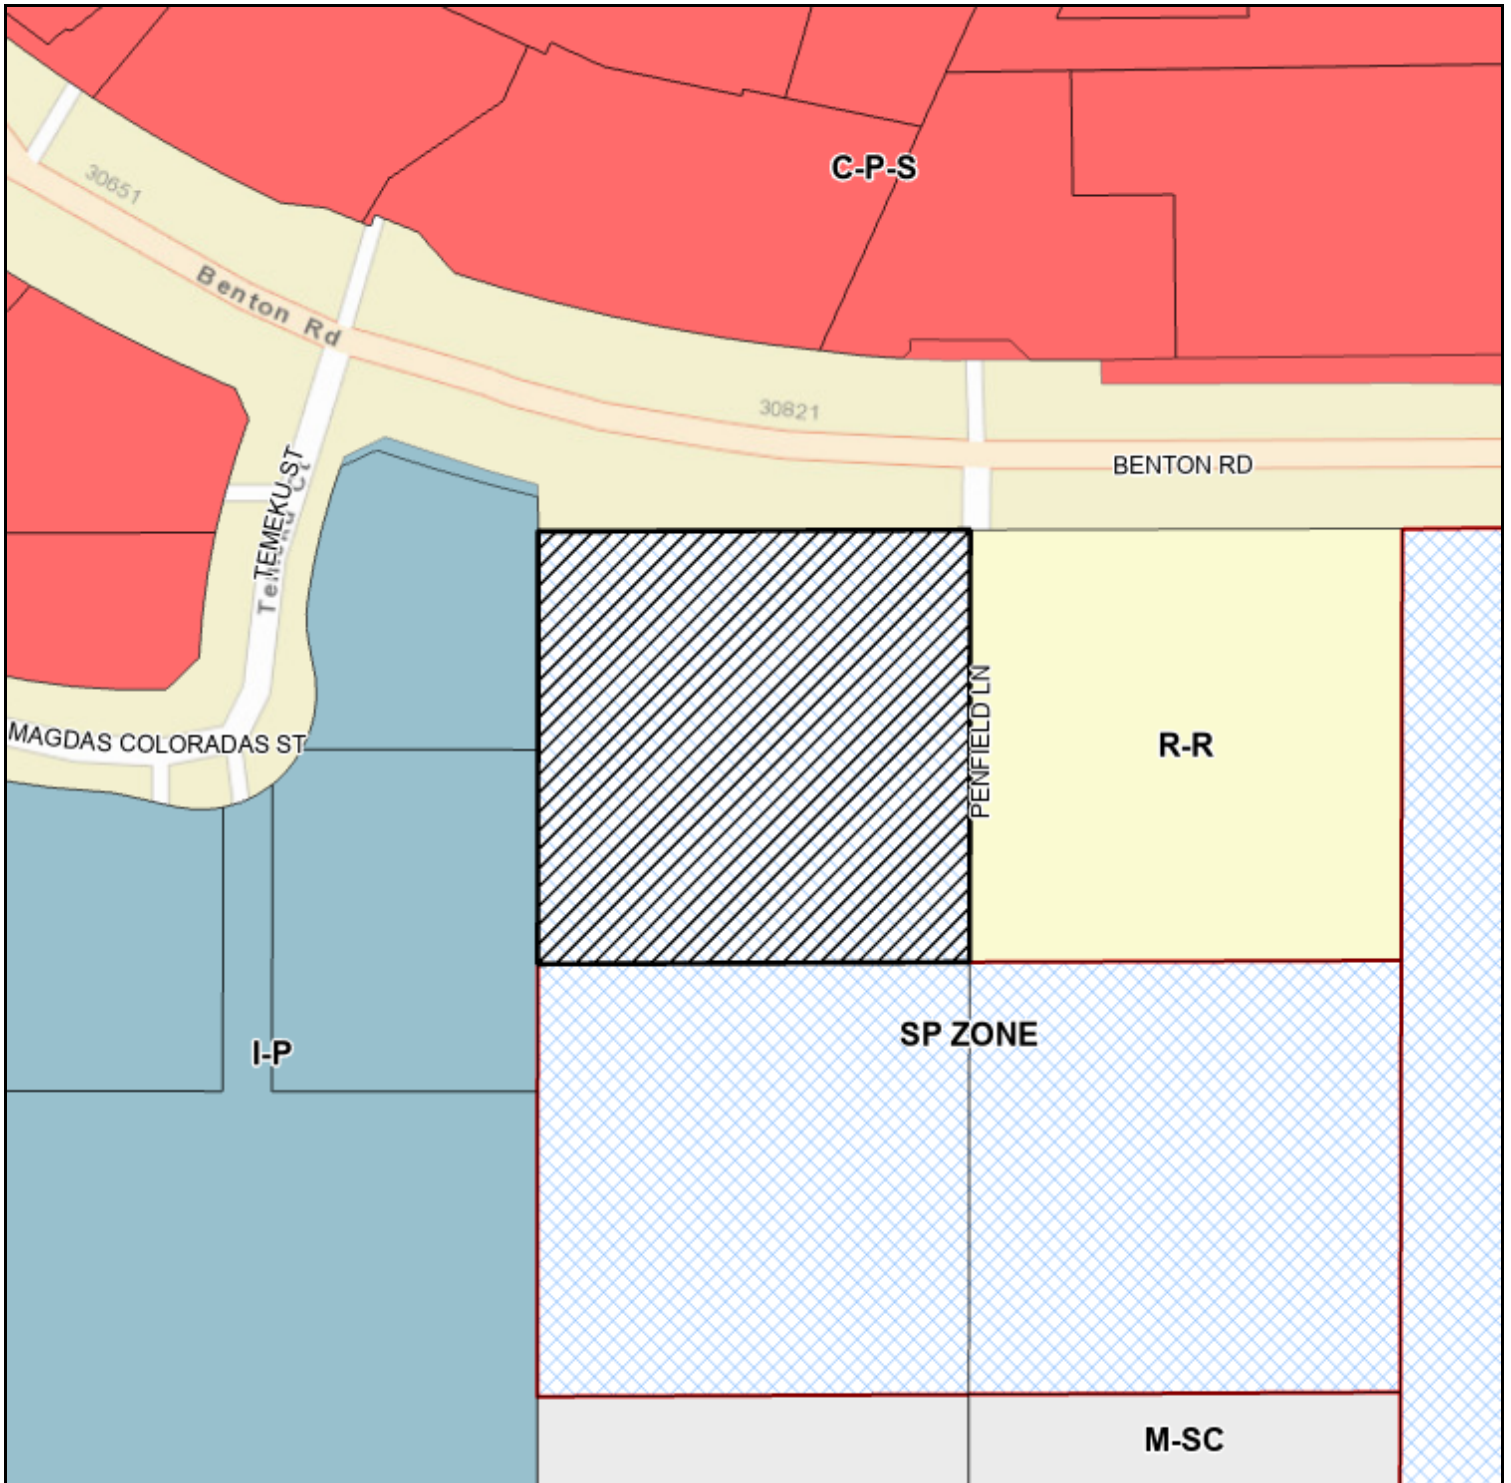 C-P-S
30651
Benton Rd
30821
BENTON RD
TEMEKU ST
MAGDAS COLORADAS ST
PENFIELD LN
R-R
SP ZONE
I-P
M-SC